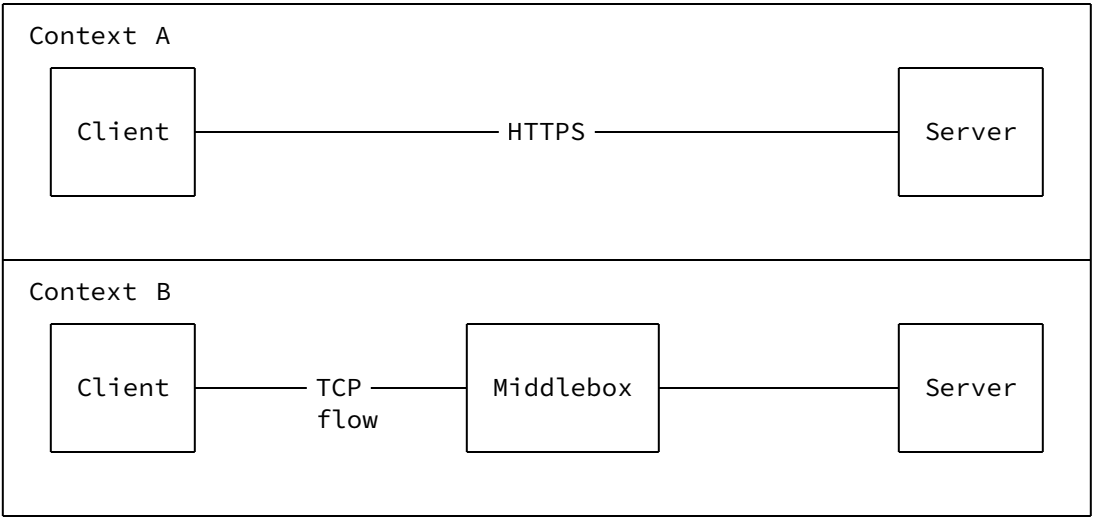 Context A
Client HTTPS Server
Context B
Client TCP Middlebox Server
flow